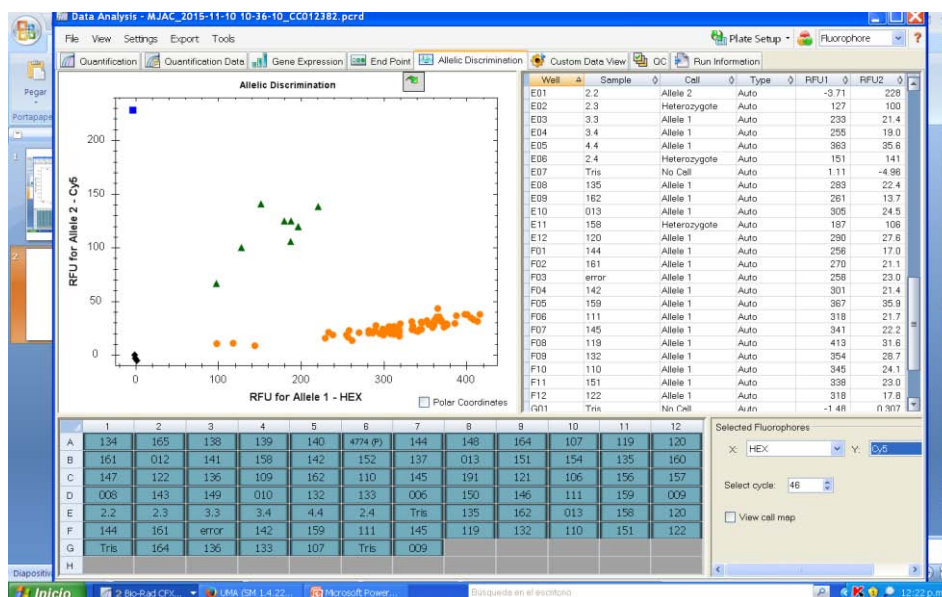 Data Analysis - MJAC_2015-11-10 10-36-10_CC012382.pcrd
File View Settings Export Tools
Plate Setup
Fluorophore
?
Quantification Quantification Data Gene Expression End Point Allelic Discrimination Custom Data View QC Run Information
Pegar
Portapape
1
2
Diapositiv
Allelic Discrimination
RFU for Allele 2 - Cy5
200
150
100
50
0
0 100 200 300 400
RFU for Allele 1 - HEX
Polar Coordinates
Well Sample Call Type RFU1 RFU2
E01 2.2 Allele 2 Auto -3.71 228
E02 2.3 Heterozygote Auto 127 100
E03 3.3 Allele 1 Auto 233 21.4
E04 3.4 Allele 1 Auto 255 19.0
E05 4.4 Allele 1 Auto 363 35.6
E06 2.4 Heterozygote Auto 151 141
E07 Tris No Call Auto 1.11 -4.96
E08 135 Allele 1 Auto 283 22.4
E09 162 Allele 1 Auto 261 13.7
E10 013 Allele 1 Auto 305 24.5
E11 158 Heterozygote Auto 187 106
E12 120 Allele 1 Auto 290 27.6
F01 144 Allele 1 Auto 256 17.0
F02 161 Allele 1 Auto 270 21.1
F03 error Allele 1 Auto 258 23.0
F04 142 Allele 1 Auto 301 21.4
F05 159 Allele 1 Auto 367 35.9
F06 111 Allele 1 Auto 318 21.7
F07 145 Allele 1 Auto 341 22.2
F08 119 Allele 1 Auto 413 31.6
F09 132 Allele 1 Auto 354 28.7
F10 110 Allele 1 Auto 345 24.1
F11 151 Allele 1 Auto 338 23.0
F12 122 Allele 1 Auto 318 17.8
G01 Tris No Call Auto -1.48 0.307
1 2 3 4 5 6 7 8 9 10 11 12
A 134 165 138 139 140 4774 (P) 144 148 164 107 119 120
B 161 012 141 158 142 152 137 013 151 154 135 160
C 147 122 136 109 162 110 145 191 121 106 156 157
D 008 143 149 010 132 133 006 150 146 111 159 009
E 2.2 2.3 3.3 3.4 4.4 2.4 Tris 135 162 013 158 120
F 144 161 error 142 159 111 145 119 132 110 151 122
G Tris 164 136 133 107 Tris 009
H
Selected Fluorophores
X: HEX Y: Cy5
Select cycle: 46
View call map
Inicio 2 Bio-Rad CFX... UMA (SM 1.4.22... Microsoft Power... Búsqueda en el escritorio 12:22 p.m.